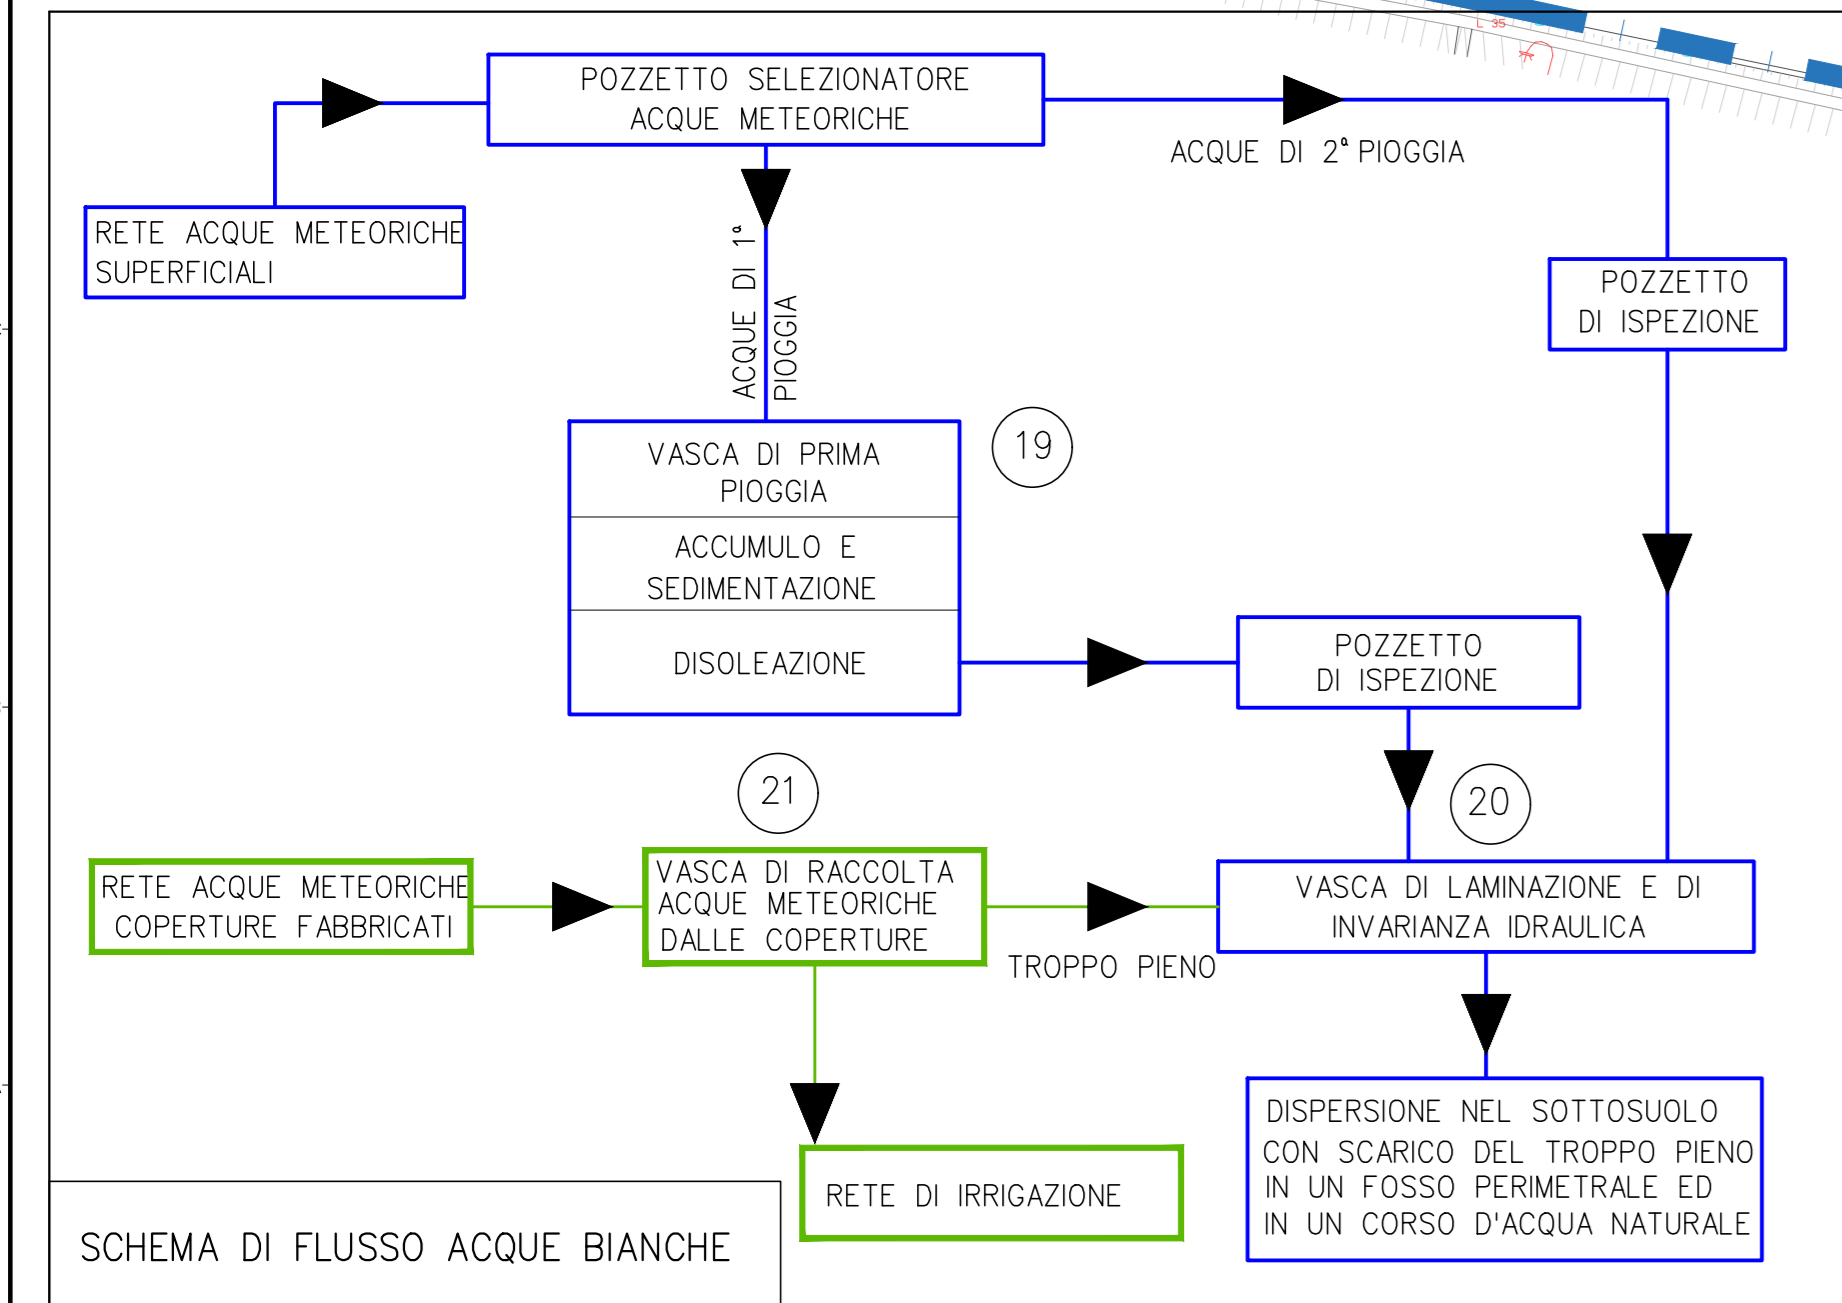 L 35
POZZETTO SELEZIONATORE
ACQUE METEORICHE
ACQUE DI 2ª PIOGGIA
RETE ACQUE METEORICHE
SUPERFICIALI
ACQUE DI 1ª
PIOGGIA
POZZETTO
DI ISPEZIONE
VASCA DI PRIMA
PIOGGIA
19
ACCUMULO E
SEDIMENTAZIONE
DISOLEAZIONE
POZZETTO
DI ISPEZIONE
21
20
RETE ACQUE METEORICHE
COPERTURE FABBRICATI
VASCA DI RACCOLTA
ACQUE METEORICHE
DALLE COPERTURE
TROPPO PIENO
VASCA DI LAMINAZIONE E DI
INVARIANZA IDRAULICA
RETE DI IRRIGAZIONE
DISPERSIONE NEL SOTTOSUOLO
CON SCARICO DEL TROPPO PIENO
IN UN FOSSO PERIMETRALE ED
IN UN CORSO D'ACQUA NATURALE
SCHEMA DI FLUSSO ACQUE BIANCHE